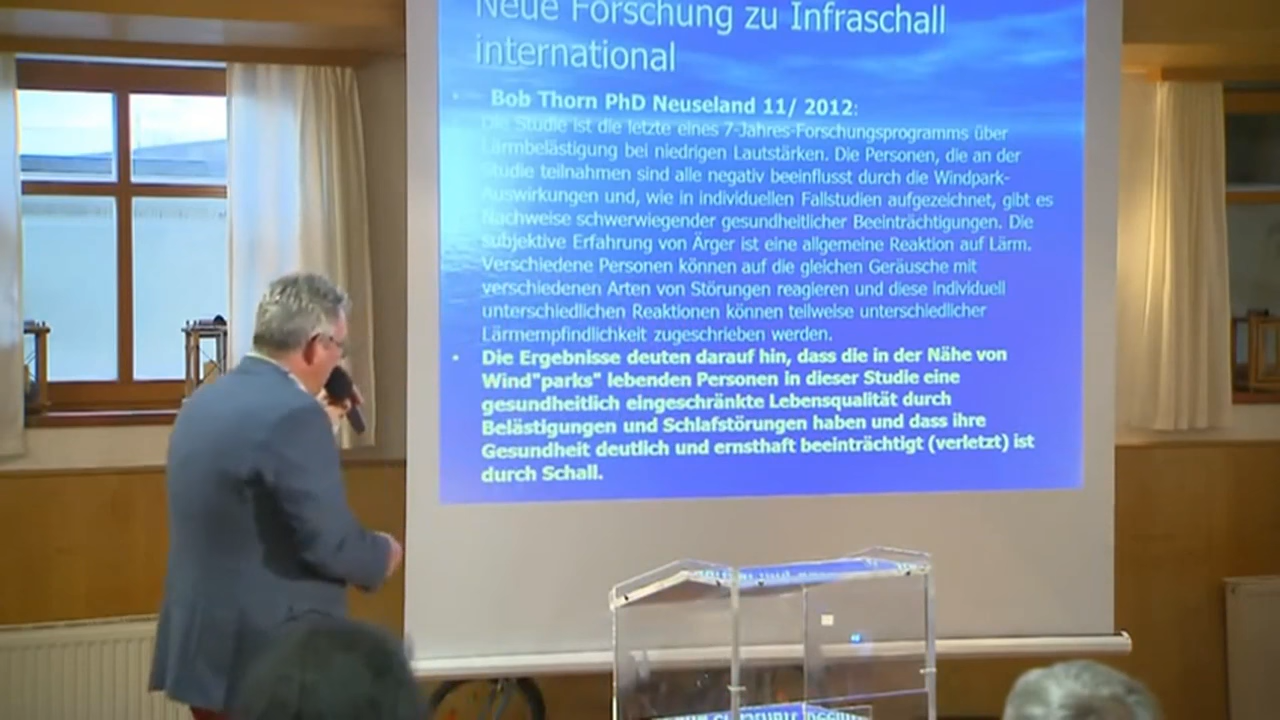 Neue Forschung zu Infraschall
international
• Bob Thorn PhD Neuseland 11/ 2012:
Die Studie ist die letzte eines 7-Jahres-Forschungsprogramms über
Lärmbelästigung bei niedrigen Lautstärken. Die Personen, die an der
Studie teilnahmen sind alle negativ beeinflusst durch die Windpark-
Auswirkungen und, wie in individuellen Fallstudien aufgezeichnet, gibt es
Nachweise schwerwiegender gesundheitlicher Beeinträchtigungen. Die
subjektive Erfahrung von Ärger ist eine allgemeine Reaktion auf Lärm.
Verschiedene Personen können auf die gleichen Geräusche mit
verschiedenen Arten von Störungen reagieren und diese individuell
unterschiedlichen Reaktionen können teilweise unterschiedlicher
Lärmempfindlichkeit zugeschrieben werden.
• Die Ergebnisse deuten darauf hin, dass die in der Nähe von
Wind"parks" lebenden Personen in dieser Studie eine
gesundheitlich eingeschränkte Lebensqualität durch
Belästigungen und Schlafstörungen haben und dass ihre
Gesundheit deutlich und ernsthaft beeinträchtigt (verletzt) ist
durch Schall.